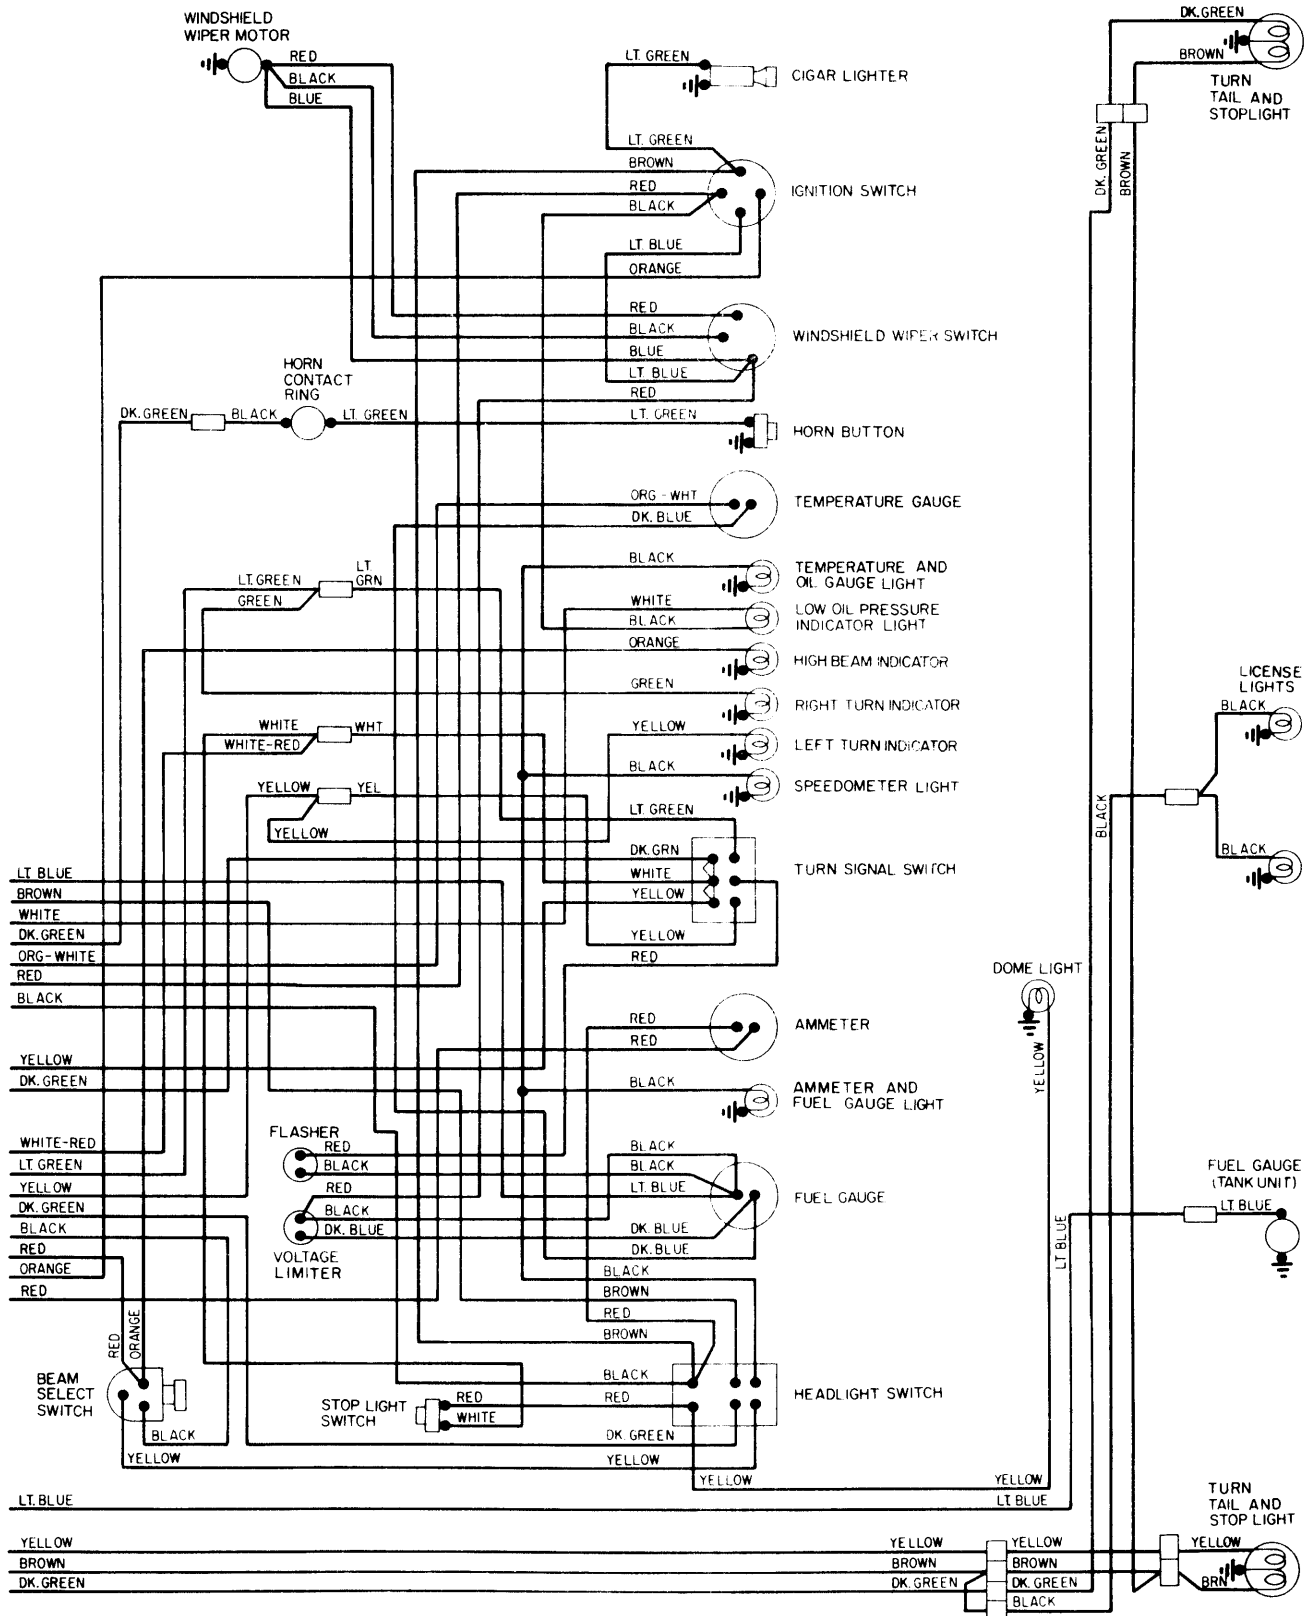 WINDSHIELD
WIPER MOTOR
RED
BLACK
BLUE
LT. GREEN
CIGAR LIGHTER
DK.GREEN
BROWN
TURN
TAIL AND
STOPLIGHT
DK.GREEN
BROWN
LT. GREEN
BROWN
RED
BLACK
IGNITION SWITCH
LT. BLUE
ORANGE
RED
BLACK
BLUE
LT. BLUE
RED
WINDSHIELD WIPER SWITCH
HORN
CONTACT
RING
DK.GREEN
BLACK
LT. GREEN
LT. GREEN
HORN BUTTON
ORG - WHT
DK. BLUE
TEMPERATURE GAUGE
BLACK
TEMPERATURE AND
OIL GAUGE LIGHT
LT. GREEN
LT.
GRN
GREEN
WHITE
BLACK
LOW OIL PRESSURE
INDICATOR LIGHT
ORANGE
HIGH BEAM INDICATOR
GREEN
RIGHT TURN INDICATOR
WHITE
WHT
WHITE-RED
YELLOW
LEFT TURN INDICATOR
BLACK
SPEEDOMETER LIGHT
YELLOW
YEL
YELLOW
LT. GREEN
LICENSE
LIGHTS
BLACK
BLACK
BLACK
DK.GRN
WHITE
YELLOW
TURN SIGNAL SWITCH
YELLOW
RED
LT BLUE
BROWN
WHITE
DK.GREEN
ORG-WHITE
RED
BLACK
DOME LIGHT
YELLOW
RED
RED
AMMETER
YELLOW
DK. GREEN
BLACK
AMMETER AND
FUEL GAUGE LIGHT
FLASHER
RED
BLACK
WHITE-RED
LT. GREEN
YELLOW
DK. GREEN
BLACK
RED
ORANGE
RED
RED
BLACK
DK. BLUE
VOLTAGE
LIMITER
BLACK
BLACK
LT. BLUE
FUEL GAUGE
DK. BLUE
DK. BLUE
FUEL GAUGE
(TANK UNIT)
LT. BLUE
LT BLUE
BLACK
BROWN
RED
BROWN
RED
ORANGE
BEAM
SELECT
SWITCH
BLACK
YELLOW
STOP LIGHT
SWITCH
RED
WHITE
BLACK
RED
HEADLIGHT SWITCH
DK. GREEN
YELLOW
YELLOW
YELLOW
LT. BLUE
LT BLUE
TURN
TAIL AND
STOP LIGHT
YELLOW
BROWN
DK. GREEN
YELLOW
BROWN
DK.GREEN
YELLOW
BROWN
DK. GREEN
BLACK
YELLOW
BRN